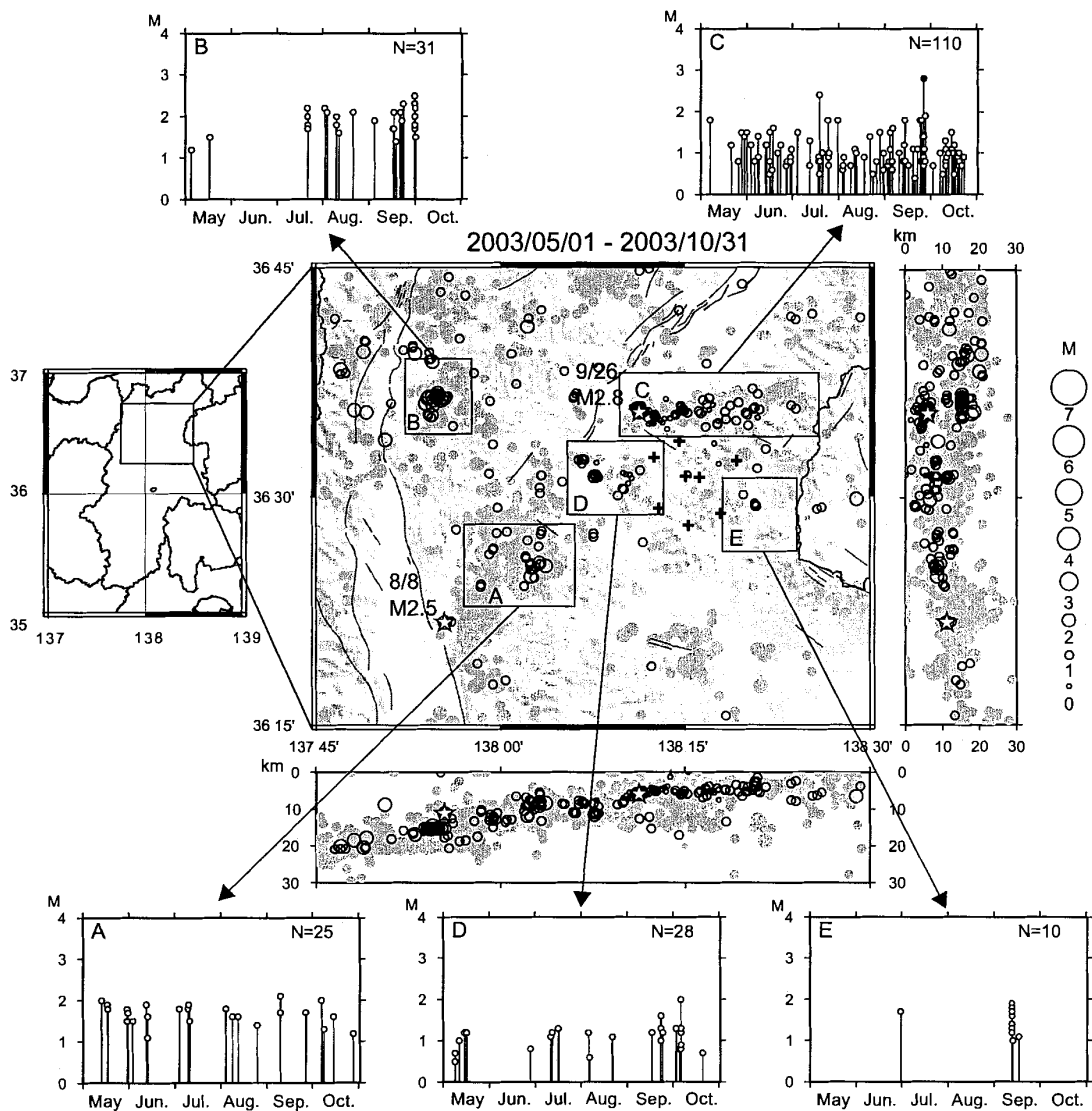 M
B
N=31
4
3
2
1
0
May Jun. Jul. Aug. Sep. Oct.
M
C
N=110
4
3
2
1
0
May Jun. Jul. Aug. Sep. Oct.
2003/05/01 - 2003/10/31
36 45'
36 30'
36 15'
137 45' 138 00' 138 15' 138 30'
9/26
M2.8
C
B
D
E
A
8/8
M2.5
37
36
35
137 138 139
km
0 10 20 30
0 10 20 30
M
7
6
5
4
3
2
1
0
km
0
10
20
30
0
10
20
30
M
A
N=25
4
3
2
1
0
May Jun. Jul. Aug. Sep. Oct.
M
D
N=28
4
3
2
1
0
May Jun. Jul. Aug. Sep. Oct.
M
E
N=10
4
3
2
1
0
May Jun. Jul. Aug. Sep. Oct.